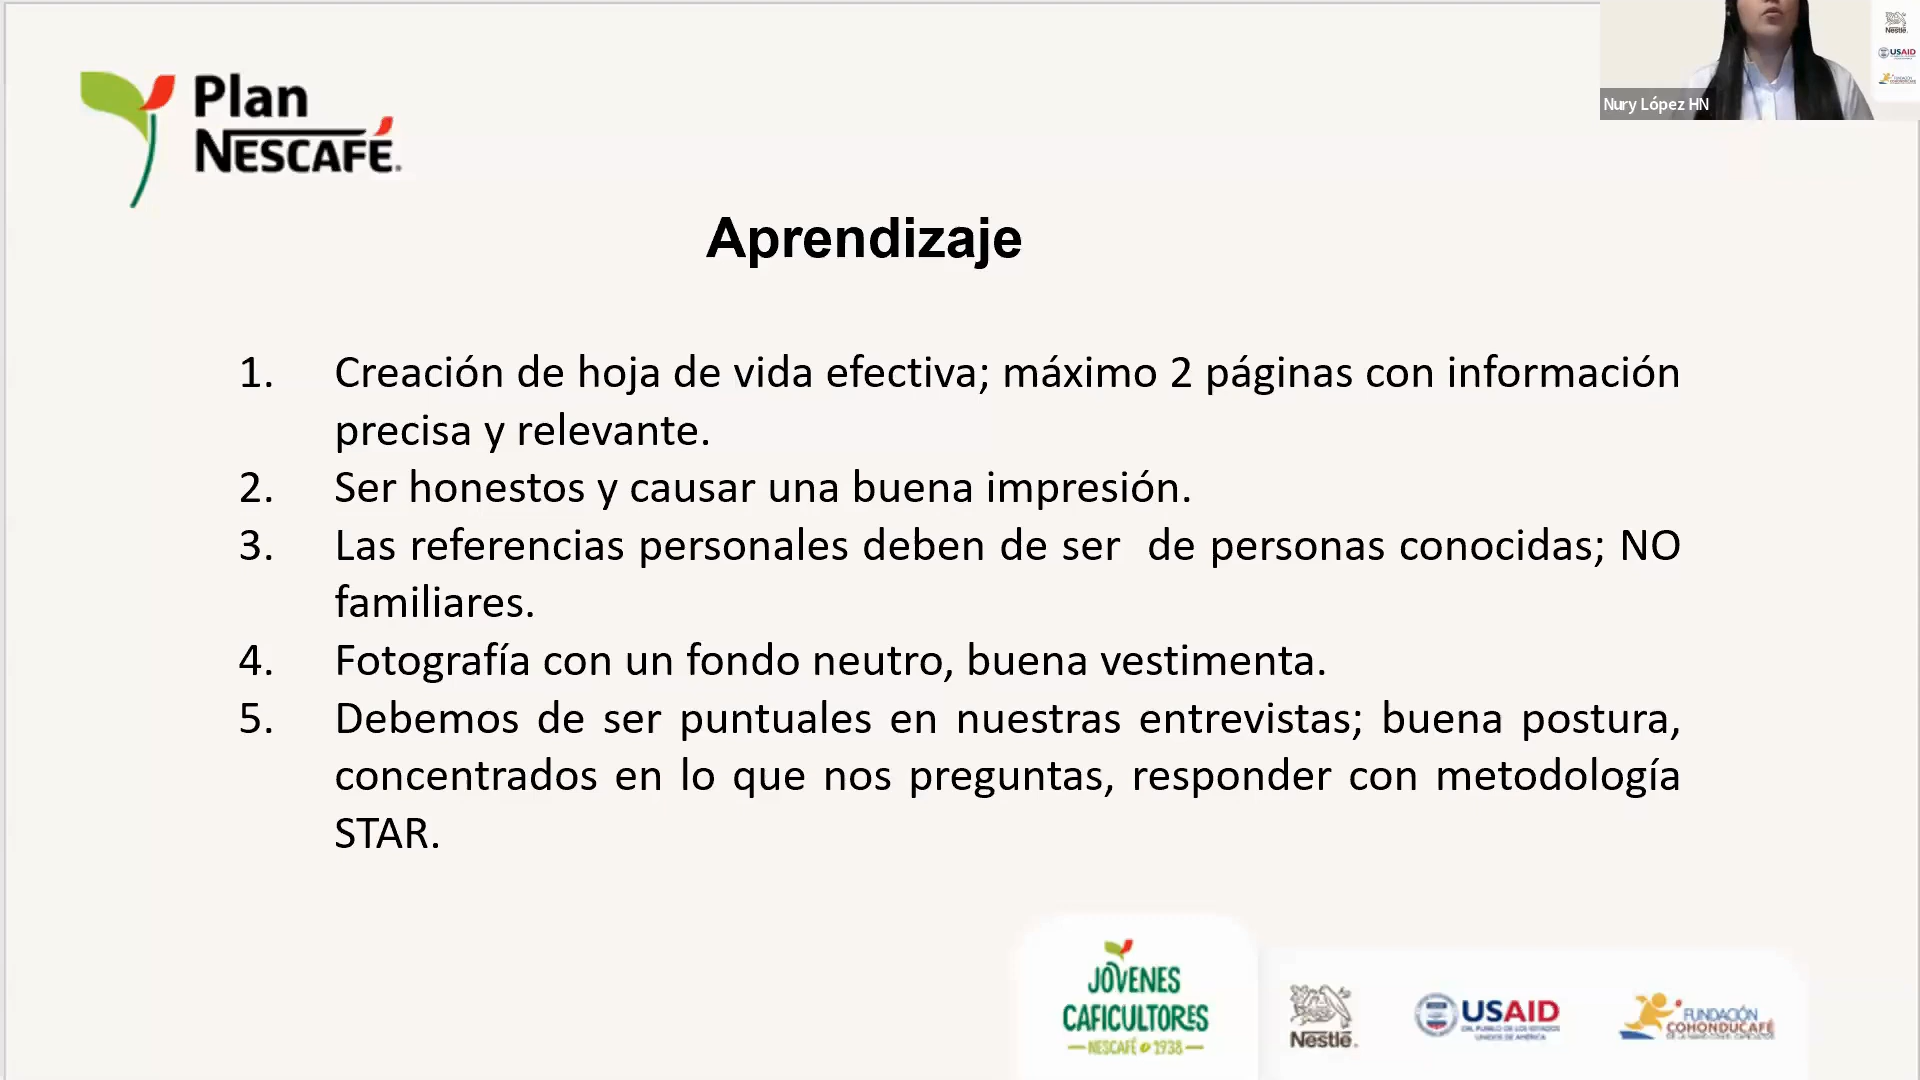 Plan
NESCAFÉ.
Nestlé.
USAID
Nury López HN
Aprendizaje
1. Creación de hoja de vida efectiva; máximo 2 páginas con información
precisa y relevante.
2. Ser honestos y causar una buena impresión.
3. Las referencias personales deben de ser  de personas conocidas; NO
familiares.
4. Fotografía con un fondo neutro, buena vestimenta.
5. Debemos de ser puntuales en nuestras entrevistas; buena postura,
concentrados en lo que nos preguntas, responder con metodología
STAR.
JÓVENES
CAFICULTORES
NESCAFÉ 1938
Nestlé.
USAID
DEL PUEBLO DE LOS ESTADOS
UNIDOS DE AMÉRICA
FUNDACIÓN
COHONDUCAFÉ